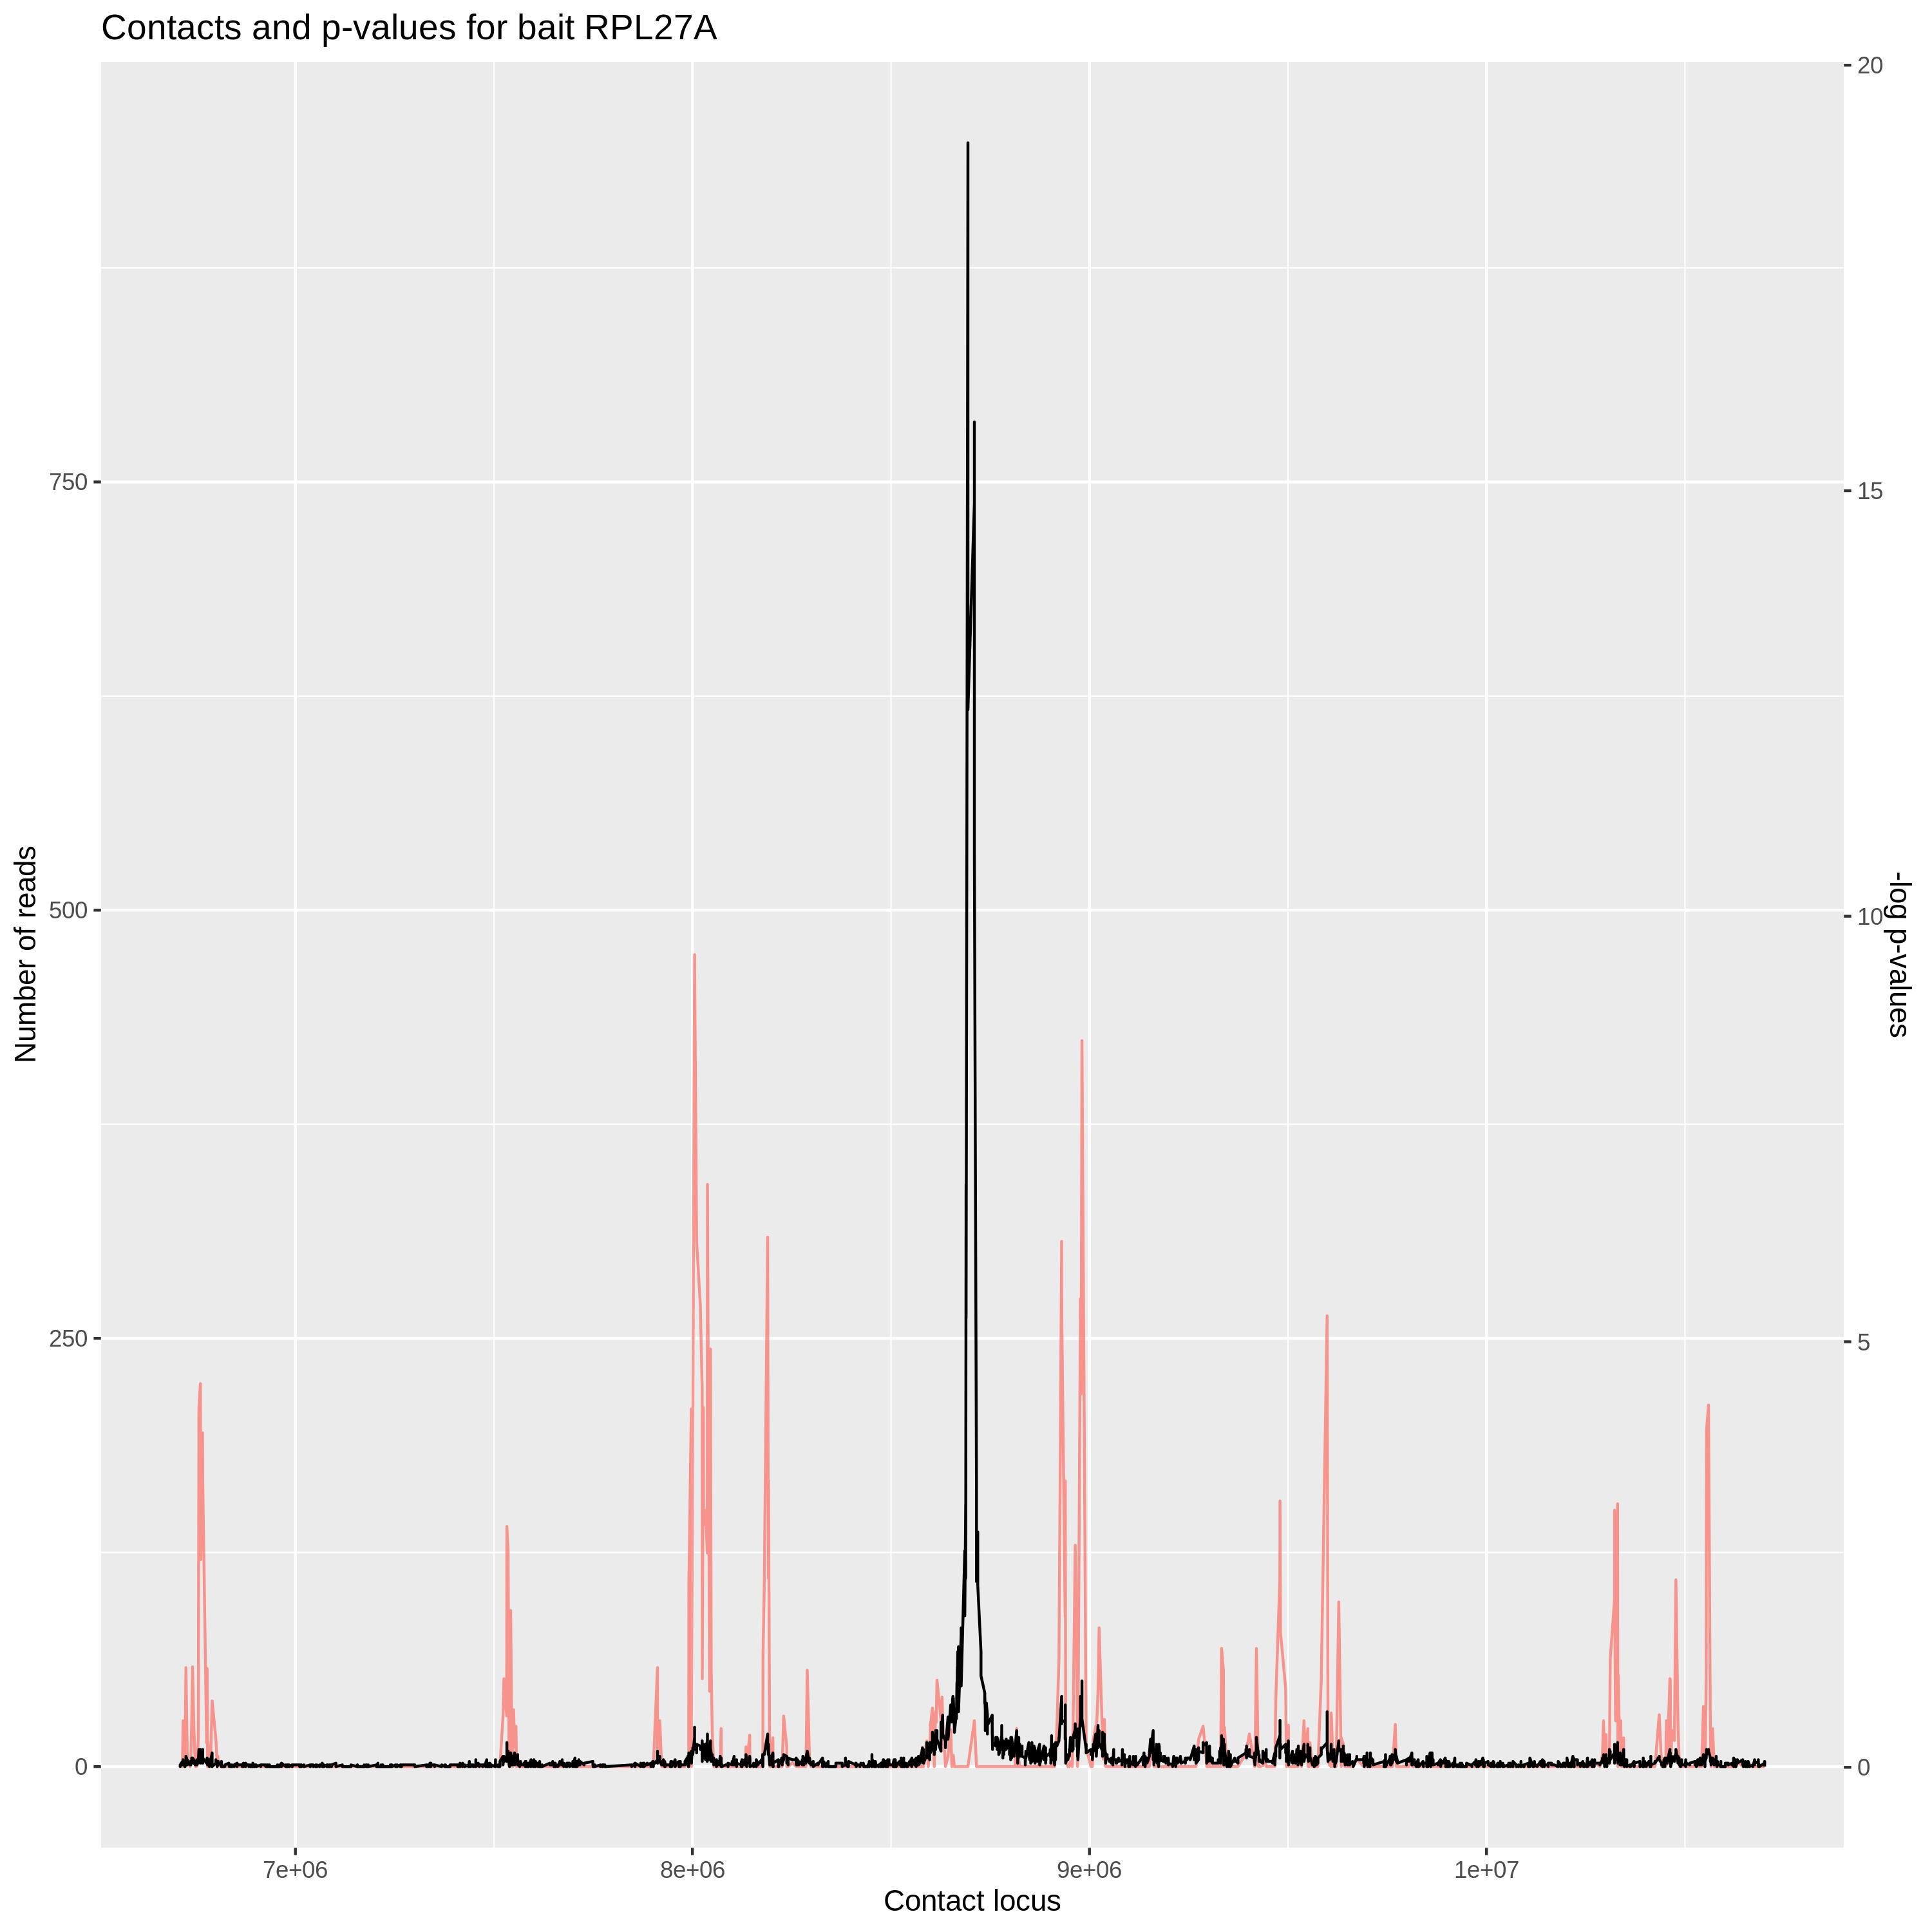 Contacts and p-values for bait RPL27A
20
750
15
Number of reads
500
10
-log p-values
250
5
0
0
7e+06
8e+06
9e+06
1e+07
Contact locus